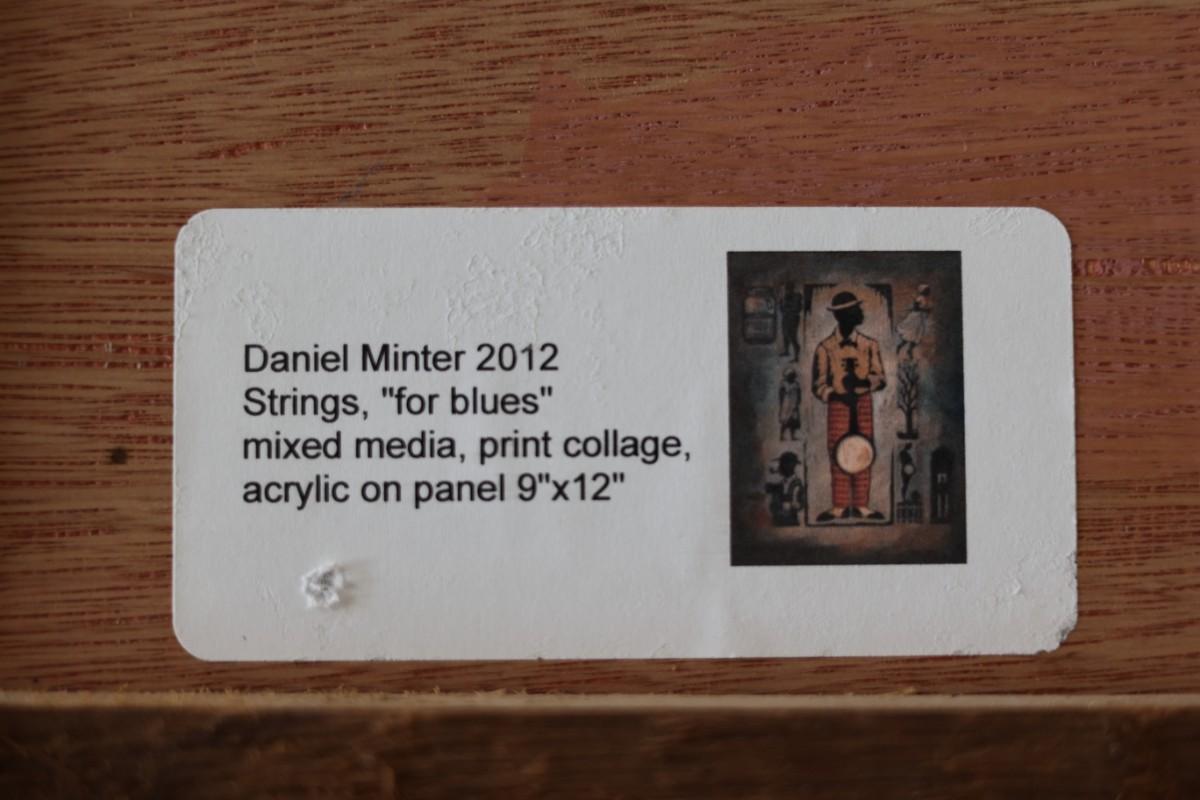 Daniel Minter 2012
Strings, "for blues"
mixed media, print collage,
acrylic on panel 9"x12"